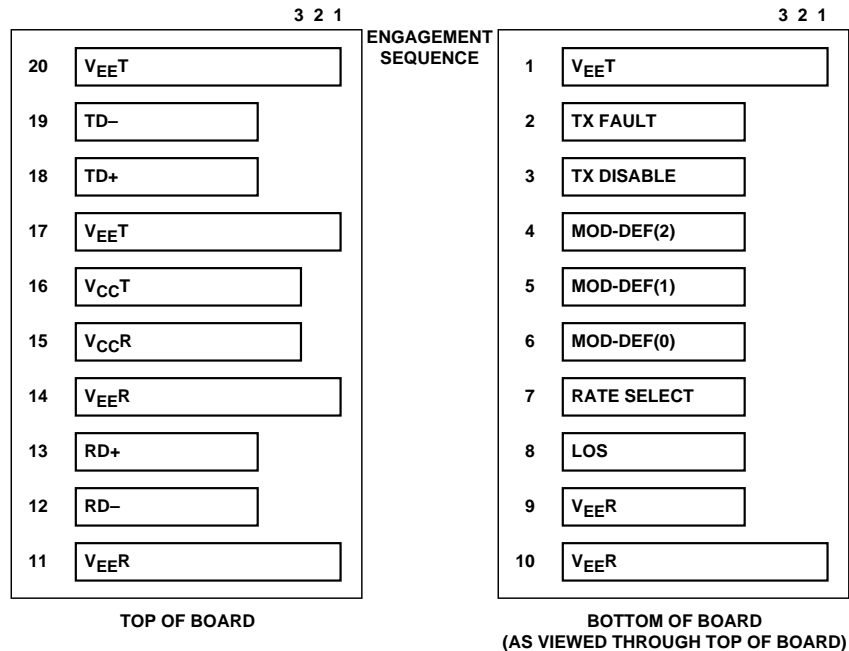 3 2 1
ENGAGEMENT
SEQUENCE
3 2 1
20 VEET
19 TD–
18 TD+
17 VEET
16 VCCT
15 VCCR
14 VEER
13 RD+
12 RD–
11 VEER
TOP OF BOARD
1 VEET
2 TX FAULT
3 TX DISABLE
4 MOD-DEF(2)
5 MOD-DEF(1)
6 MOD-DEF(0)
7 RATE SELECT
8 LOS
9 VEER
10 VEER
BOTTOM OF BOARD
(AS VIEWED THROUGH TOP OF BOARD)